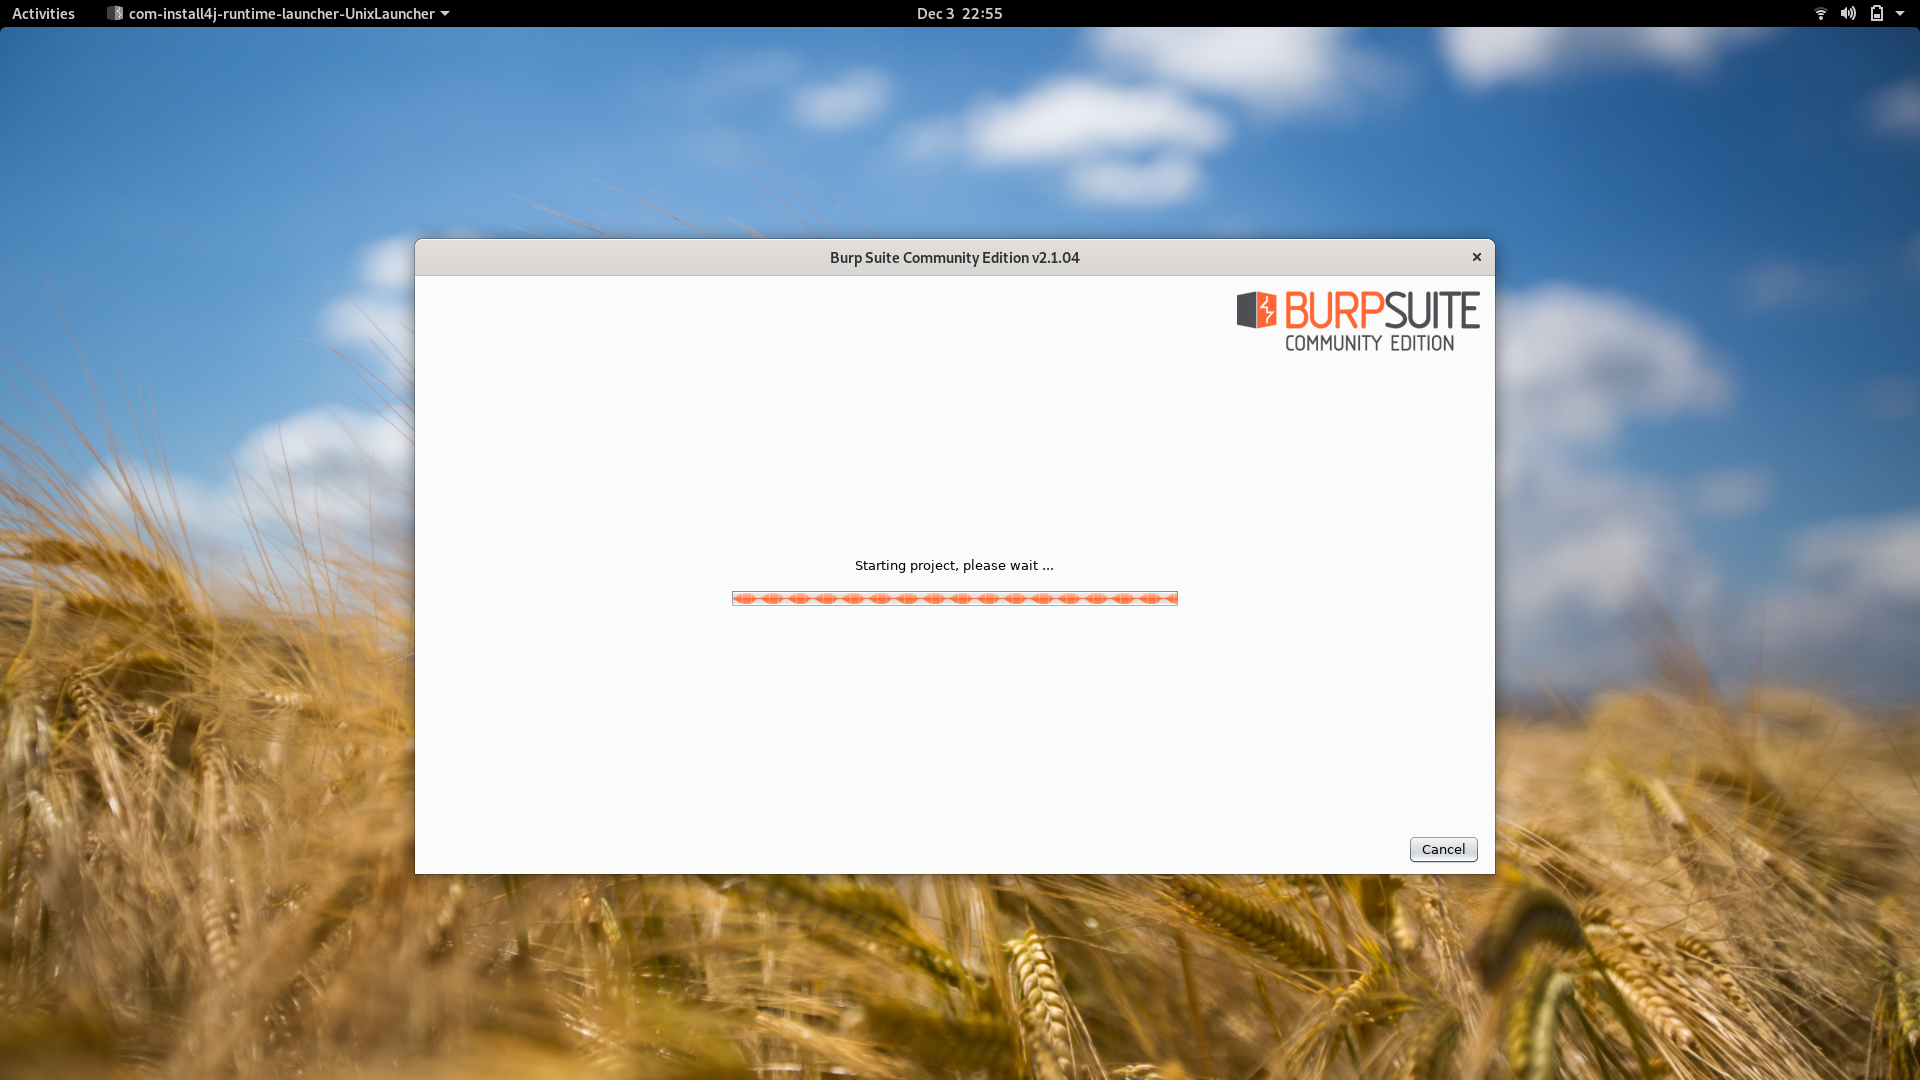 Activities
com-install4j-runtime-launcher-UnixLauncher
Dec 3 22:55
Burp Suite Community Edition v2.1.04
BURPSUITE
COMMUNITY EDITION
Starting project, please wait ...
Cancel